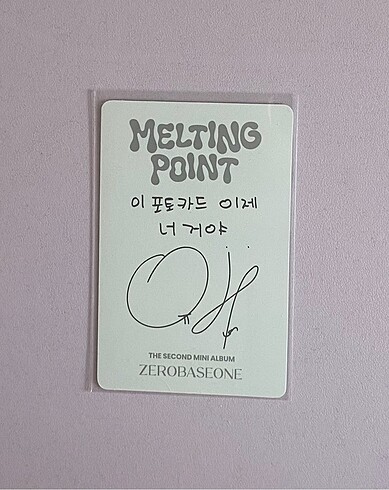 MELTING
POINT
이 포토카드 이제
너 거야
THE SECOND MINI ALBUM
ZEROBASEONE